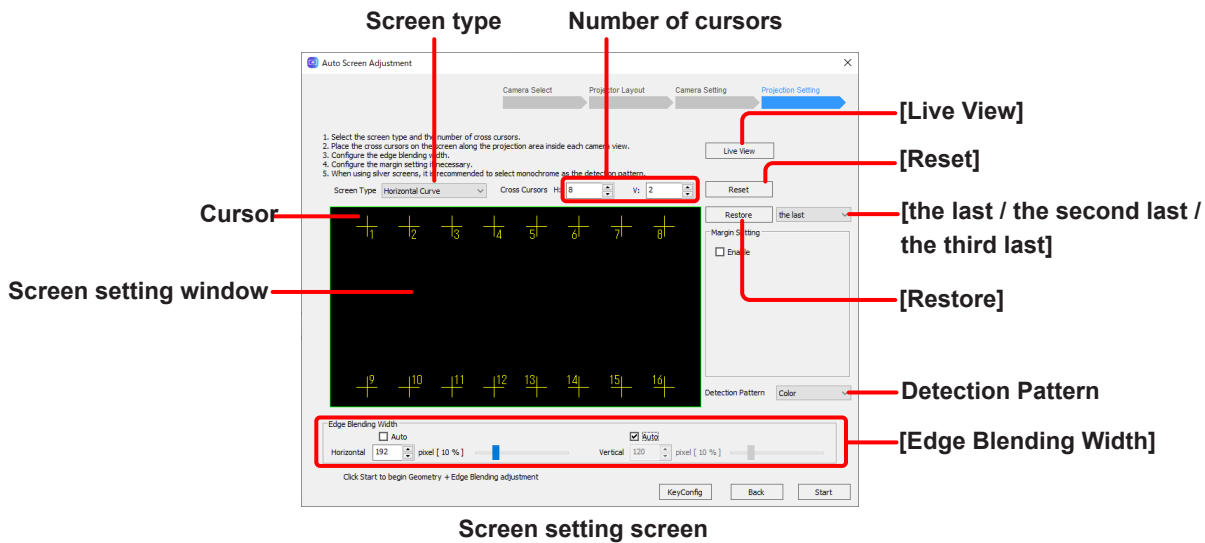 Screen type
Number of cursors
Auto Screen Adjustment
Camera Select
Projector Layout
Camera Setting
Projection Setting
[Live View]
1. Select the screen type and the number of cross cursors.
2. Place the cross cursors on the screen along the projection area inside each camera view.
3. Configure the edge blending width.
4. Configure the margin setting if necessary.
5. When using silver screens, it is recommended to select monochrome as the detection pattern.
Live View
[Reset]
Screen Type Horizontal Curve Cross Cursors H: 8 V: 2 Reset
Cursor
Restore the last
[the last / the second last /
the third last]
1 2 3 4 5 6 7 8
Margin Setting
Enable
Screen setting window
[Restore]
9 10 11 12 13 14 15 16
Detection Pattern Color
Detection Pattern
Edge Blending Width
Auto Auto
[Edge Blending Width]
Horizontal 192 pixel [ 10 % ] Vertical 120 pixel [ 10 % ]
Click Start to begin Geometry + Edge Blending adjustment
KeyConfig Back Start
Screen setting screen